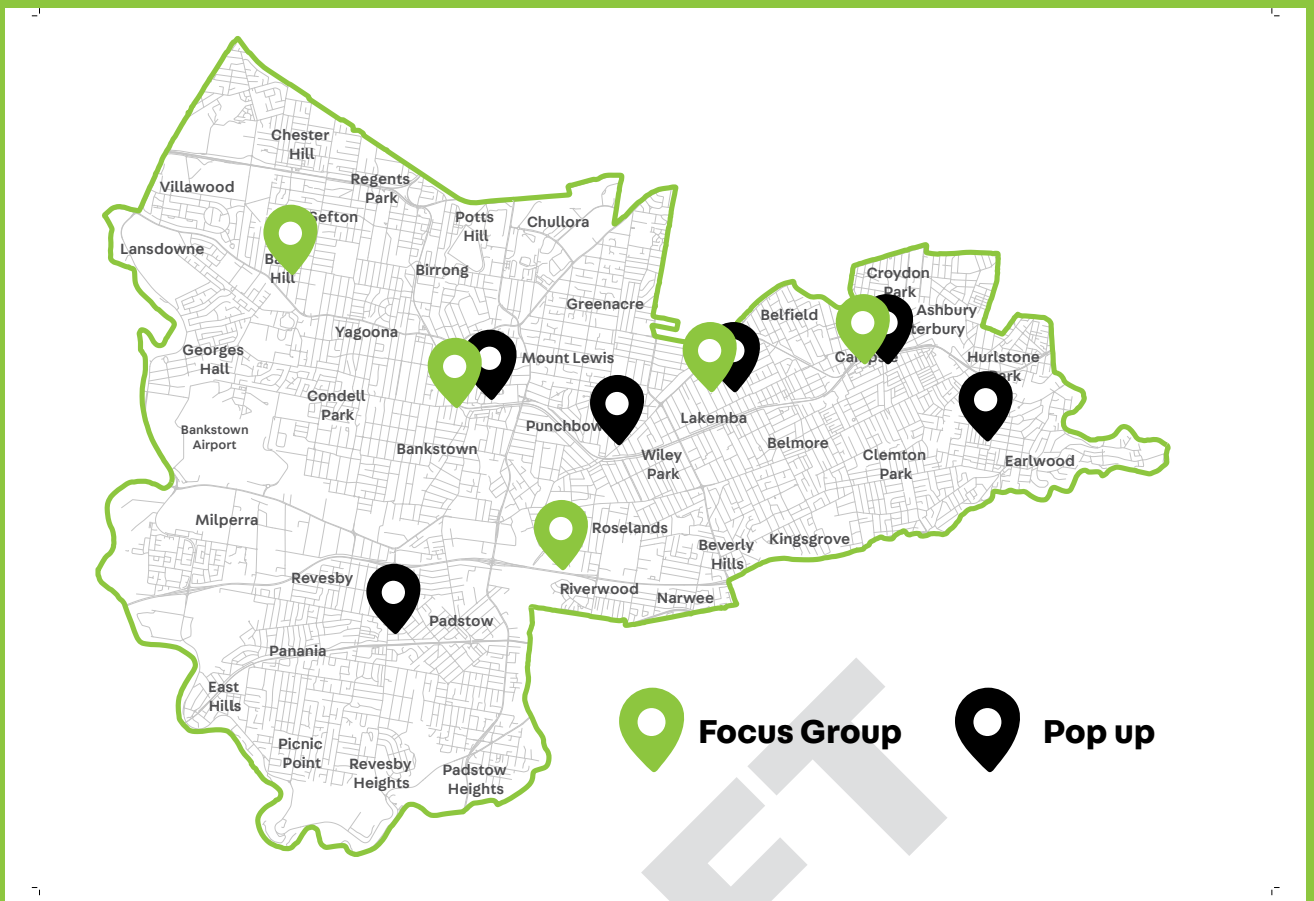 Chester
Hill
Villawood
Regents
Park
Sefton
Potts
Hill
Chullora
Lansdowne
Hill
Birrong
Croydon
Park
Greenacre
Belfield
Ashbury
Yagoona
Georges
Hall
Mount Lewis
Hurlstone
Condell
Park
Lakemba
Bankstown
Airport
Bankstown
Belmore
Wiley
Park
Clemton
Park
Earlwood
Milperra
Roselands
Beverly
Hills
Kingsgrove
Revesby
Riverwood
Narwee
Padstow
Panania
East
Hills
Picnic
Point
Revesby
Heights
Padstow
Heights
Focus Group
Pop up